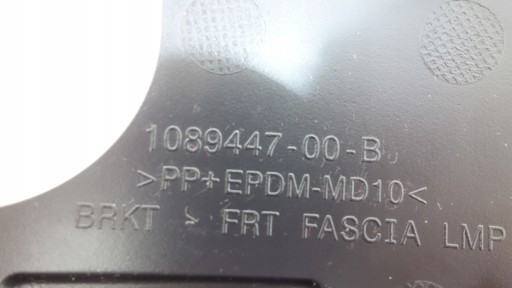 1089447-00-B
>PP+EPDM-MD10<
BRKT - FRT FASCIA LMP